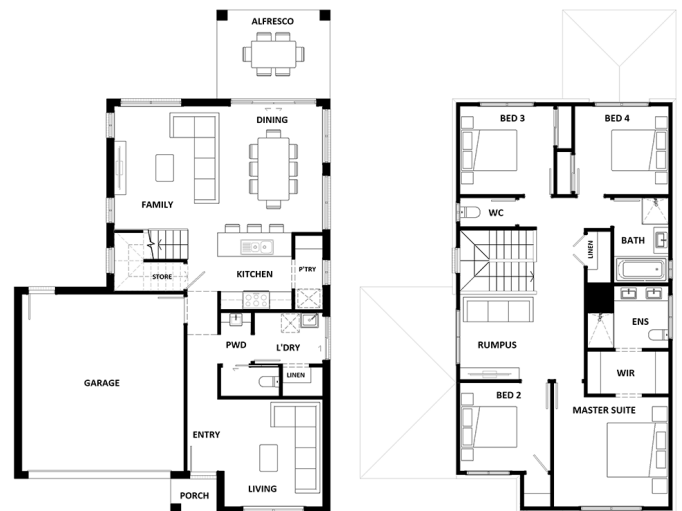 ALFRESCO
DINING
FAMILY
STORE
KITCHEN
P'TRY
PWD
L'DRY
LINEN
GARAGE
ENTRY
LIVING
PORCH
BED 3
BED 4
WC
LINEN
BATH
ENS
RUMPUS
WIR
BED 2
MASTER SUITE